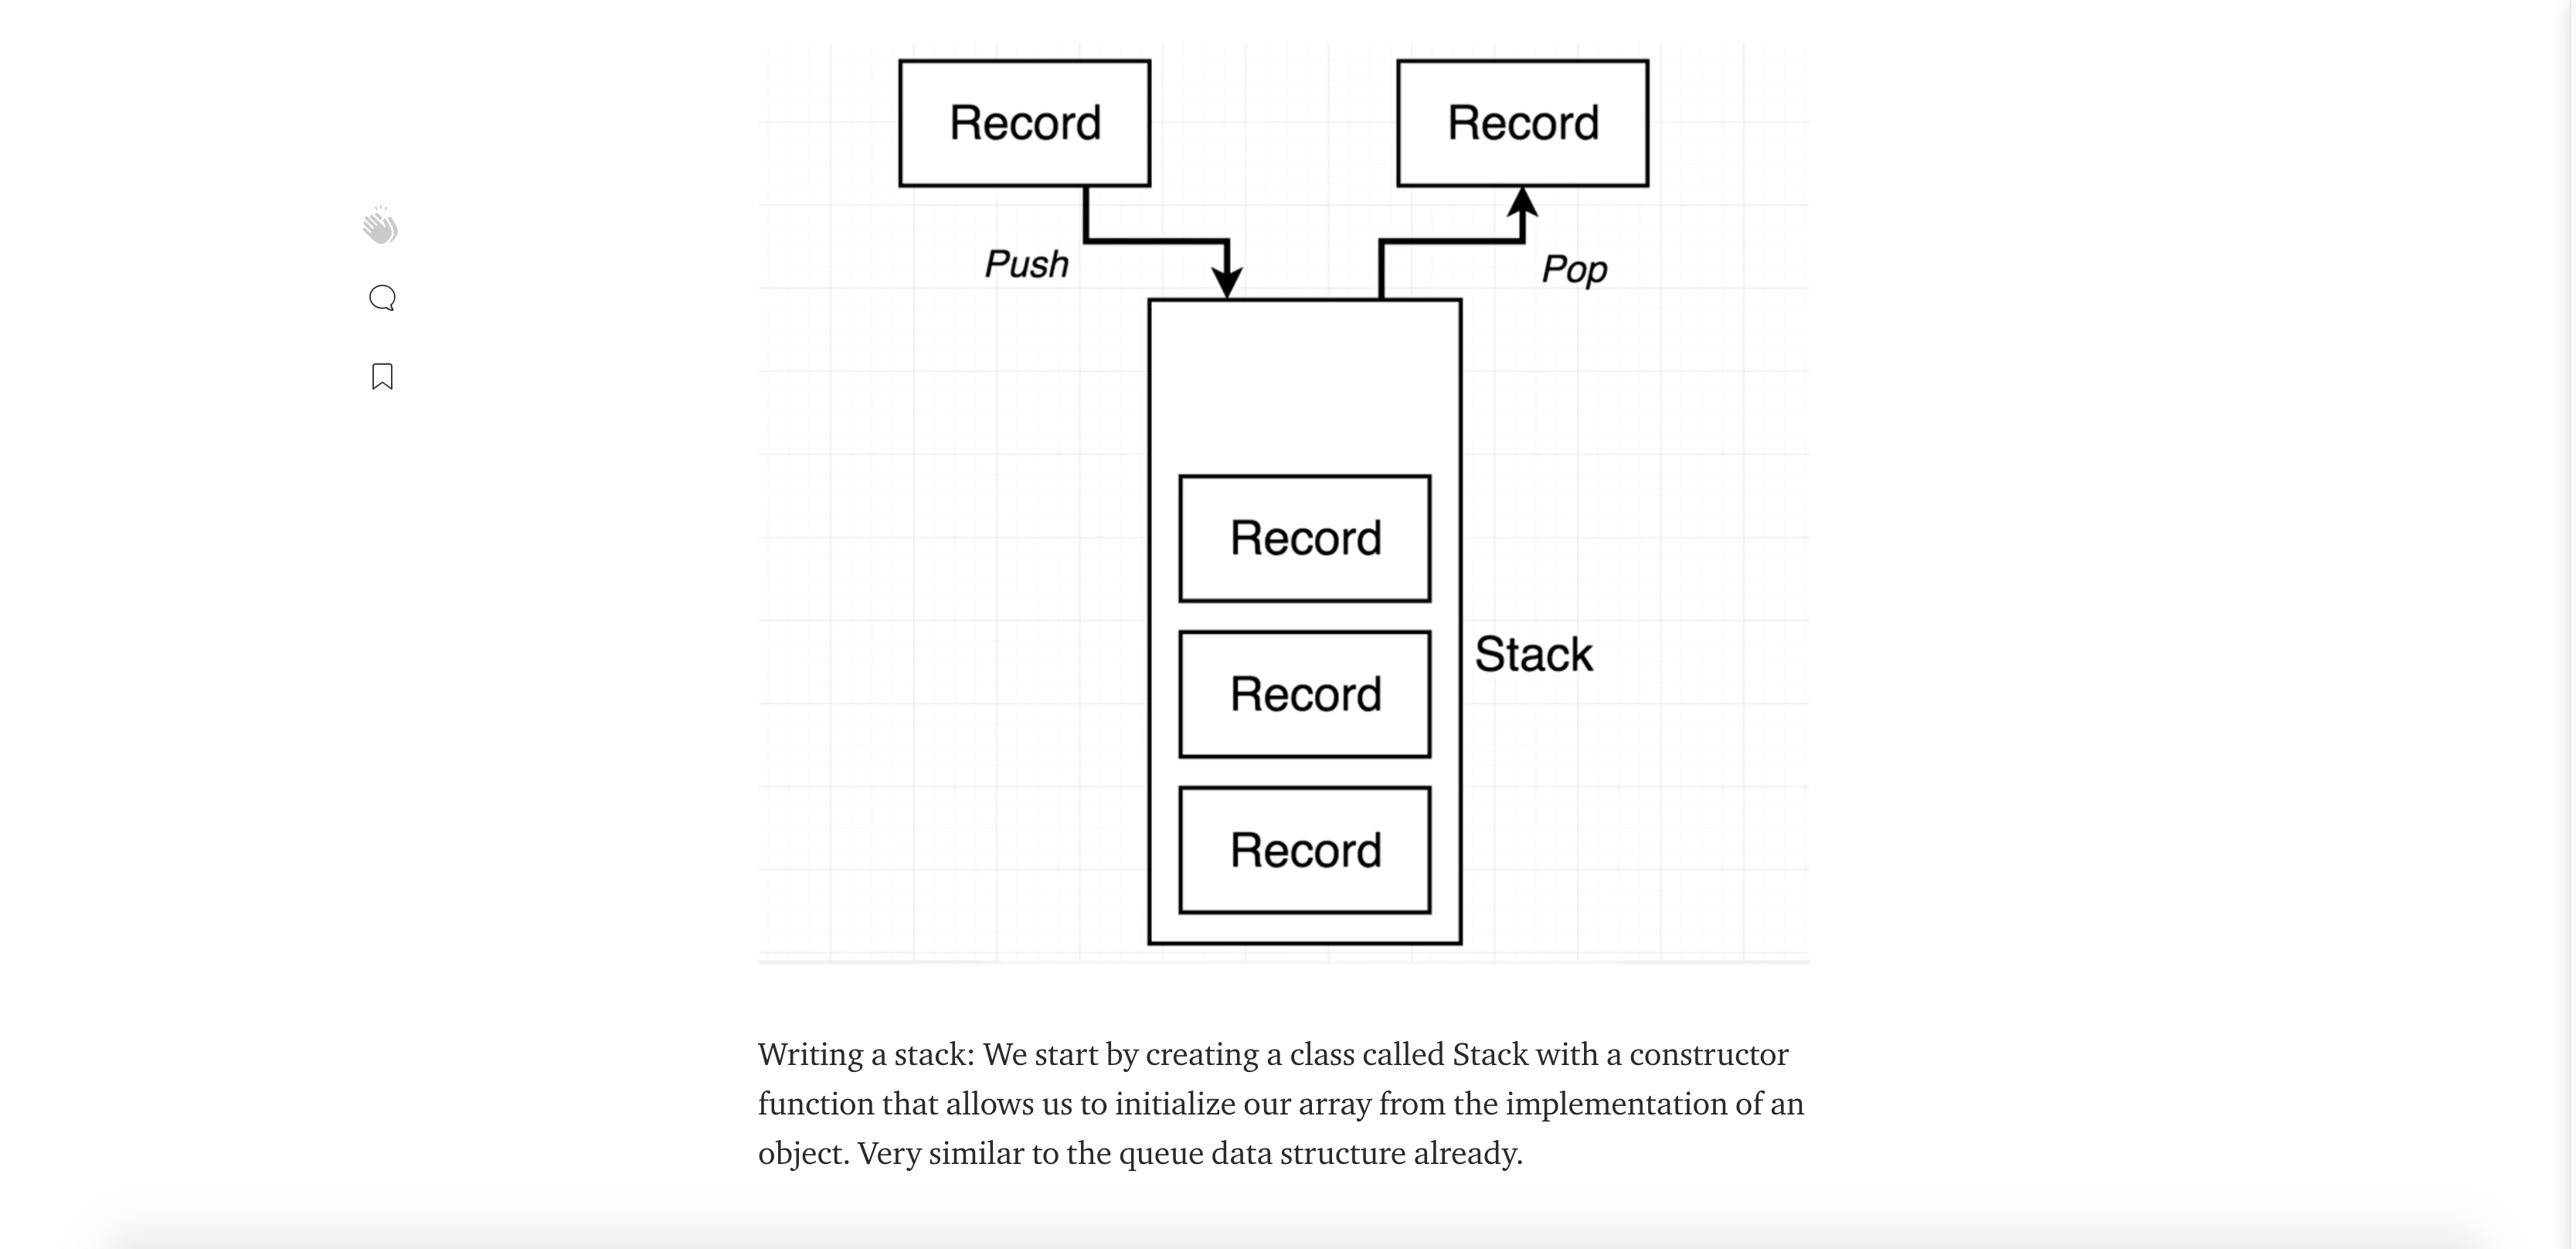 Record
Record
Push
Pop
Record
Stack
Record
Record
Writing a stack: We start by creating a class called Stack with a constructor
function that allows us to initialize our array from the implementation of an
object. Very similar to the queue data structure already.